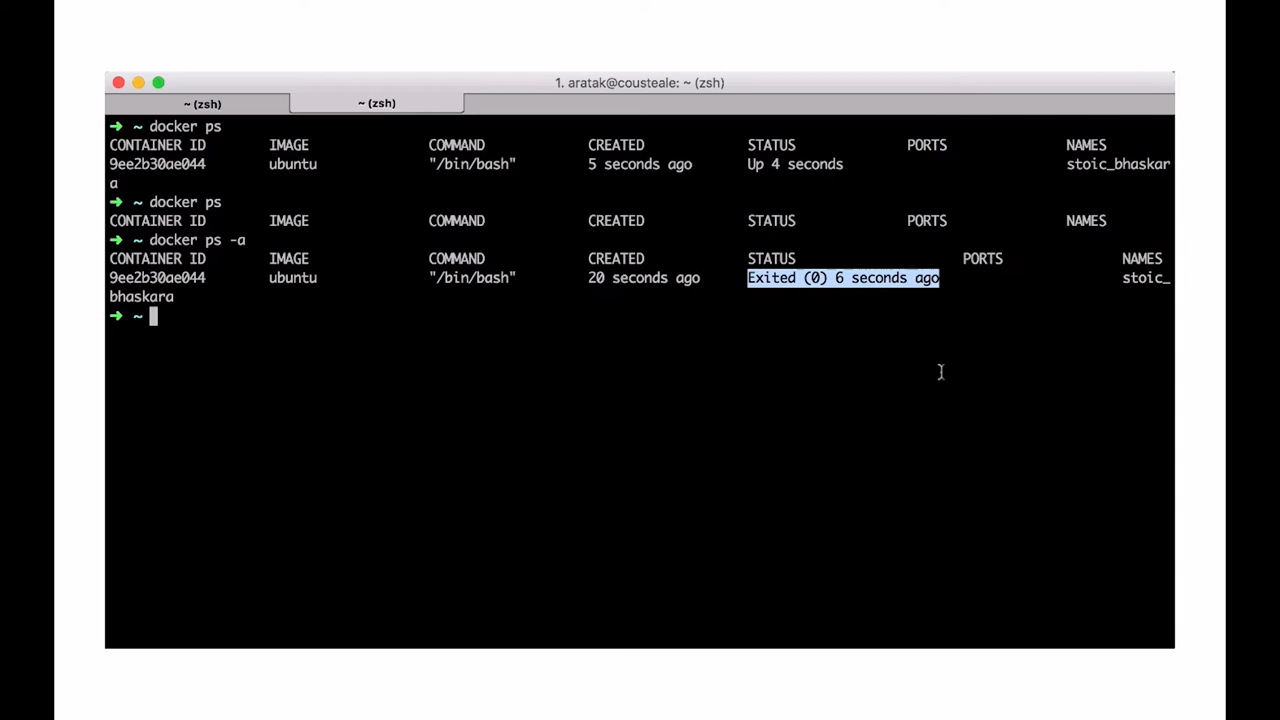 1. aratak@cousteale: ~ (zsh)
~ (zsh) ~ (zsh)
➜ ~ docker ps
CONTAINER ID IMAGE COMMAND CREATED STATUS PORTS NAMES
9ee2b30ae044 ubuntu "/bin/bash" 5 seconds ago Up 4 seconds stoic_bhaskar
a
➜ ~ docker ps
CONTAINER ID IMAGE COMMAND CREATED STATUS PORTS NAMES
➜ ~ docker ps -a
CONTAINER ID IMAGE COMMAND CREATED STATUS PORTS NAMES
9ee2b30ae044 ubuntu "/bin/bash" 20 seconds ago Exited (0) 6 seconds ago stoic_
bhaskara
➜ ~